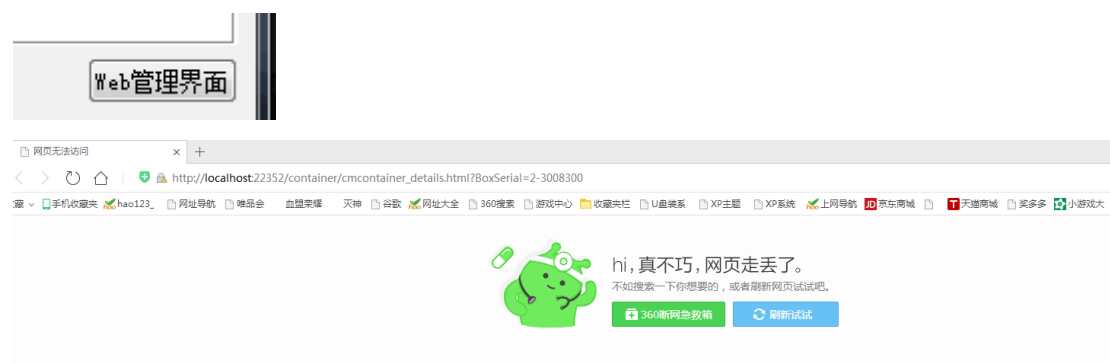 Web管理界面
网页无法访问
http://localhost:22352/container/cmcontainer_details.html?BoxSerial=2-3008300
藏 手机收藏夹 hao123_ 网址导航 唯品会 血盟荣耀 灭神 谷歌 网址大全 360搜索 游戏中心 收藏夹栏 U盘装系 XP主题 XP系统 上网导航 JD 京东商城 T 天猫商城 奖多多 小游戏大
hi,真不巧,网页走丢了。
不如搜索一下你想要的,或者刷新网页试试吧。
360断网急救箱 刷新试试